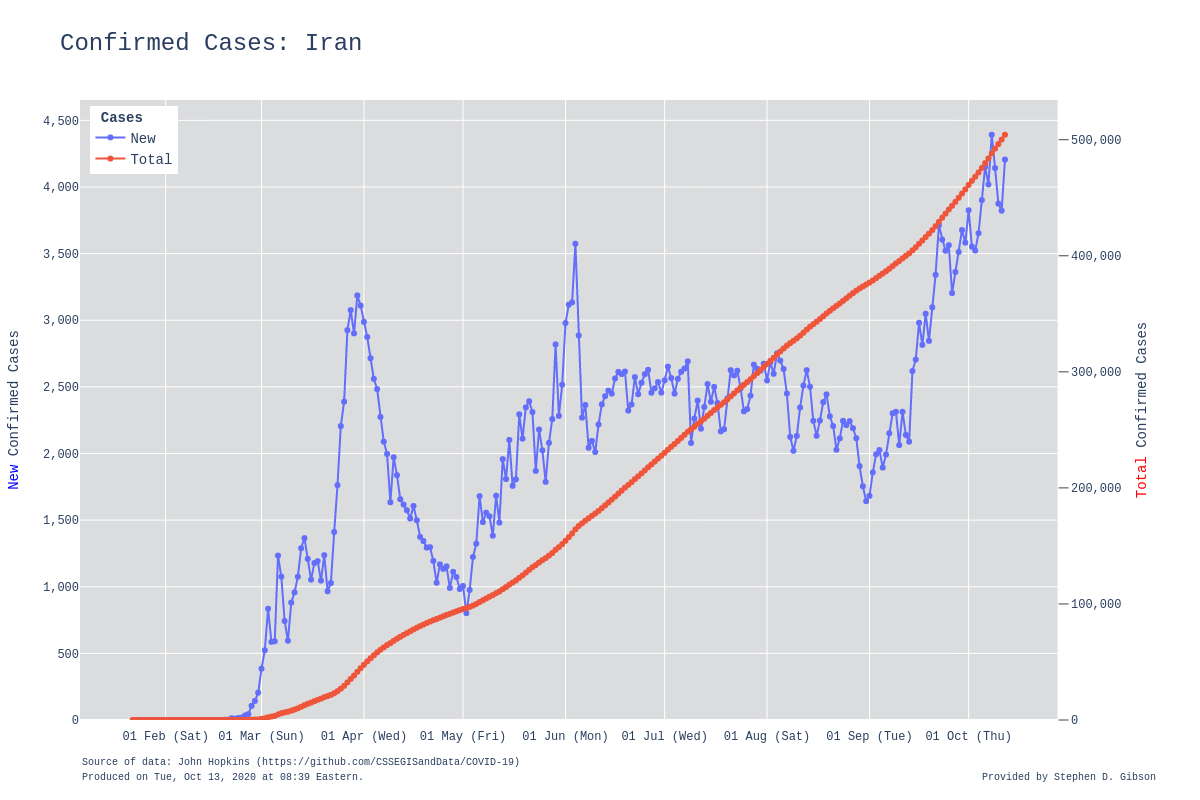 Confirmed Cases: Iran
Cases
New
Total
4,500
4,000
3,500
3,000
2,500
2,000
1,500
1,000
500
0
500,000
400,000
300,000
200,000
100,000
0
New Confirmed Cases
Total Confirmed Cases
01 Feb (Sat) 01 Mar (Sun) 01 Apr (Wed) 01 May (Fri) 01 Jun (Mon) 01 Jul (Wed) 01 Aug (Sat) 01 Sep (Tue) 01 Oct (Thu)
Source of data: John Hopkins (https://github.com/CSSEGISandData/COVID-19)
Produced on Tue, Oct 13, 2020 at 08:39 Eastern.
Provided by Stephen D. Gibson